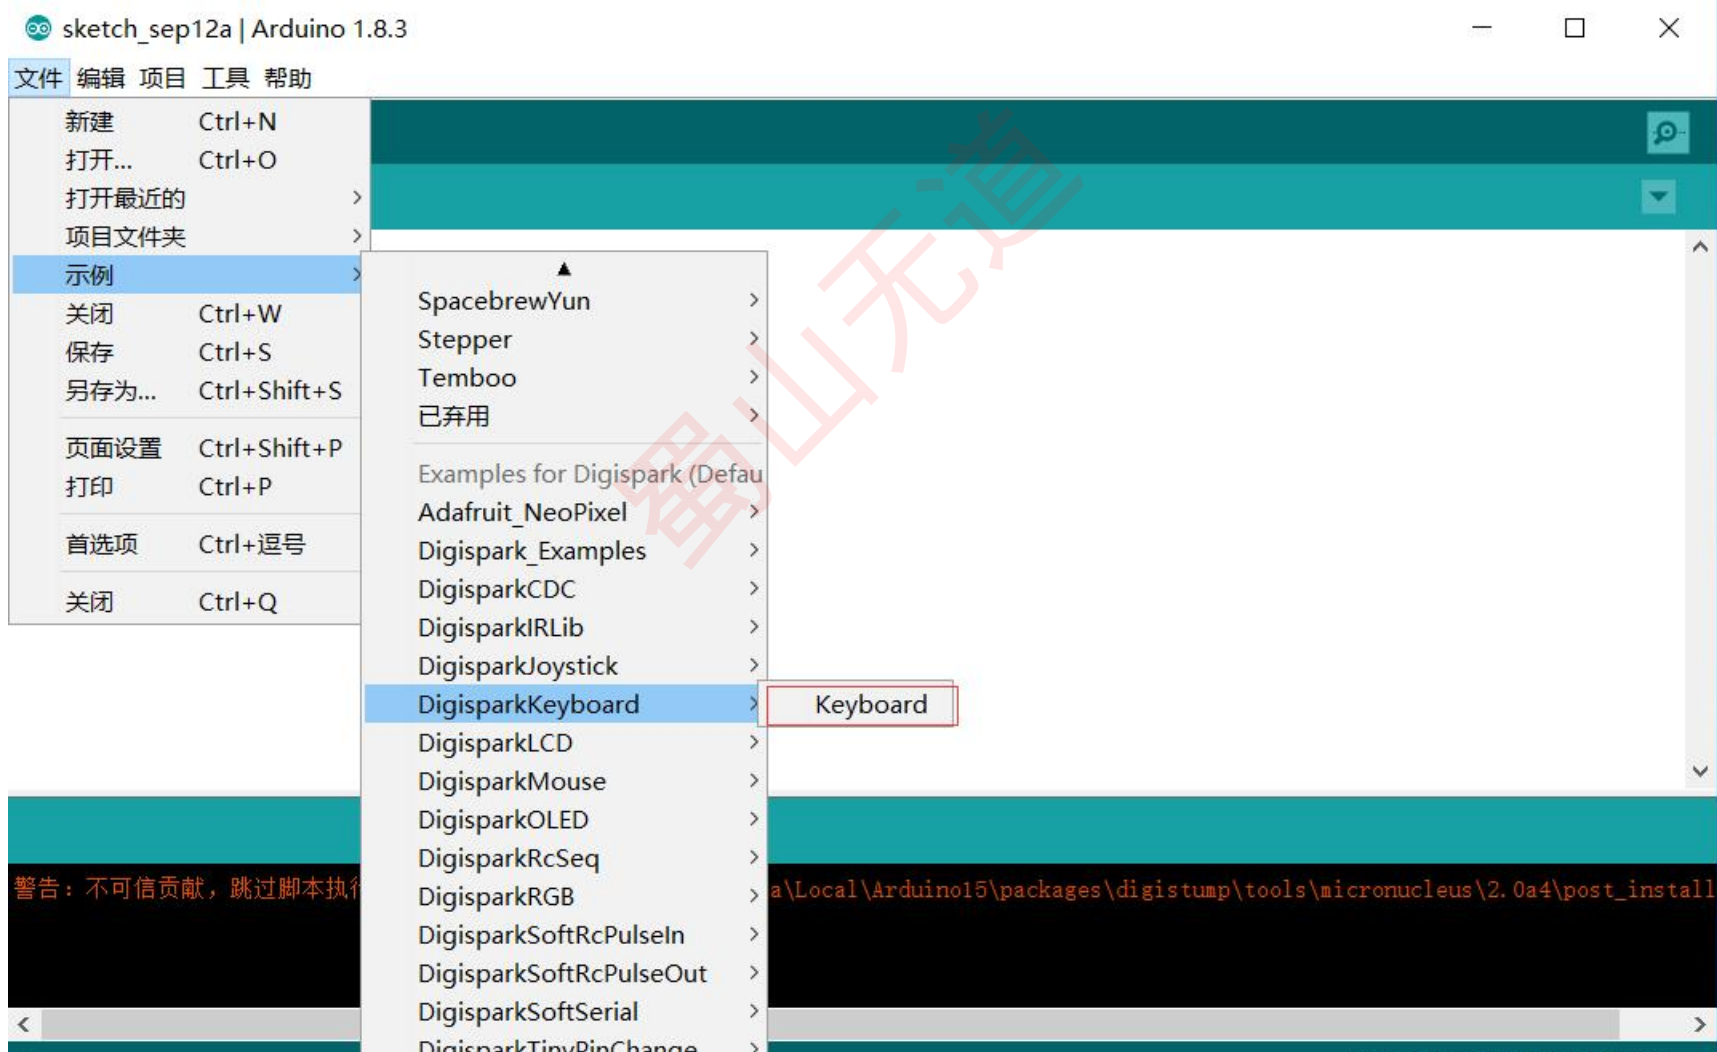 sketch_sep12a | Arduino 1.8.3
文件 编辑 项目 工具 帮助
新建 Ctrl+N
打开... Ctrl+O
打开最近的
项目文件夹
示例
关闭 Ctrl+W
保存 Ctrl+S
另存为... Ctrl+Shift+S
页面设置 Ctrl+Shift+P
打印 Ctrl+P
首选项 Ctrl+逗号
关闭 Ctrl+Q
SpacebrewYun
Stepper
Temboo
已弃用
Examples for Digispark (Defau
Adafruit_NeoPixel
Digispark_Examples
DigisparkCDC
DigisparkIRLib
DigisparkJoystick
DigisparkKeyboard
DigisparkLCD
DigisparkMouse
DigisparkOLED
DigisparkRcSeq
DigisparkRGB
DigisparkSoftRcPulseIn
DigisparkSoftRcPulseOut
DigisparkSoftSerial
DigisparkTinyPinChange
Keyboard
警告：不可信贡献，跳过脚本执行
a\Local\Arduino15\packages\digistump\tools\micronucleus\2.0a4\post_install
蜀山无道